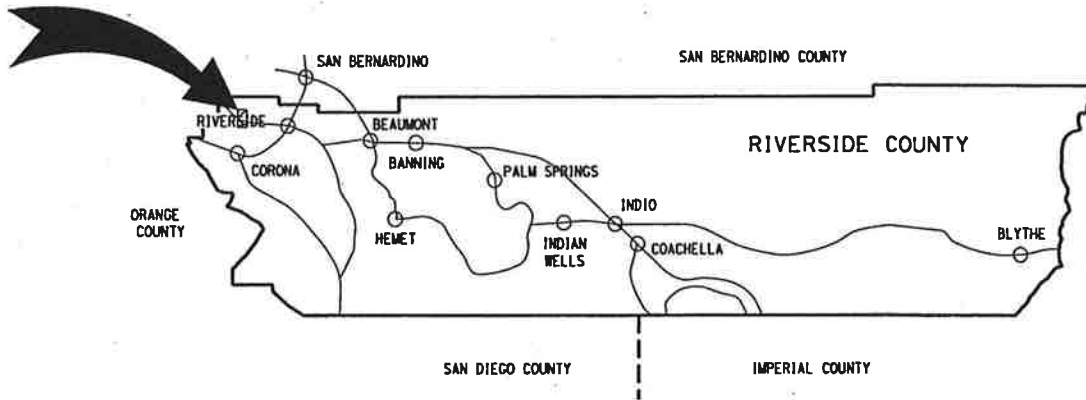 SAN BERNARDINO
SAN BERNARDINO COUNTY
RIVERSIDE
BEAUMONT
RIVERSIDE COUNTY
BANNING
CORONA
PALM SPRINGS
ORANGE
COUNTY
INDIO
HEMET
INDIAN
WELLS
COACHELLA
BLYTHE
SAN DIEGO COUNTY
IMPERIAL COUNTY